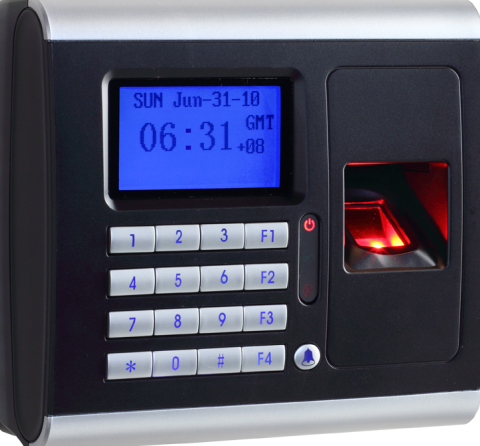 SUN Jun-31-10
06:31 GMT
+08
1 2 3 F1
4 5 6 F2
7 8 9 F3
* 0 # F4